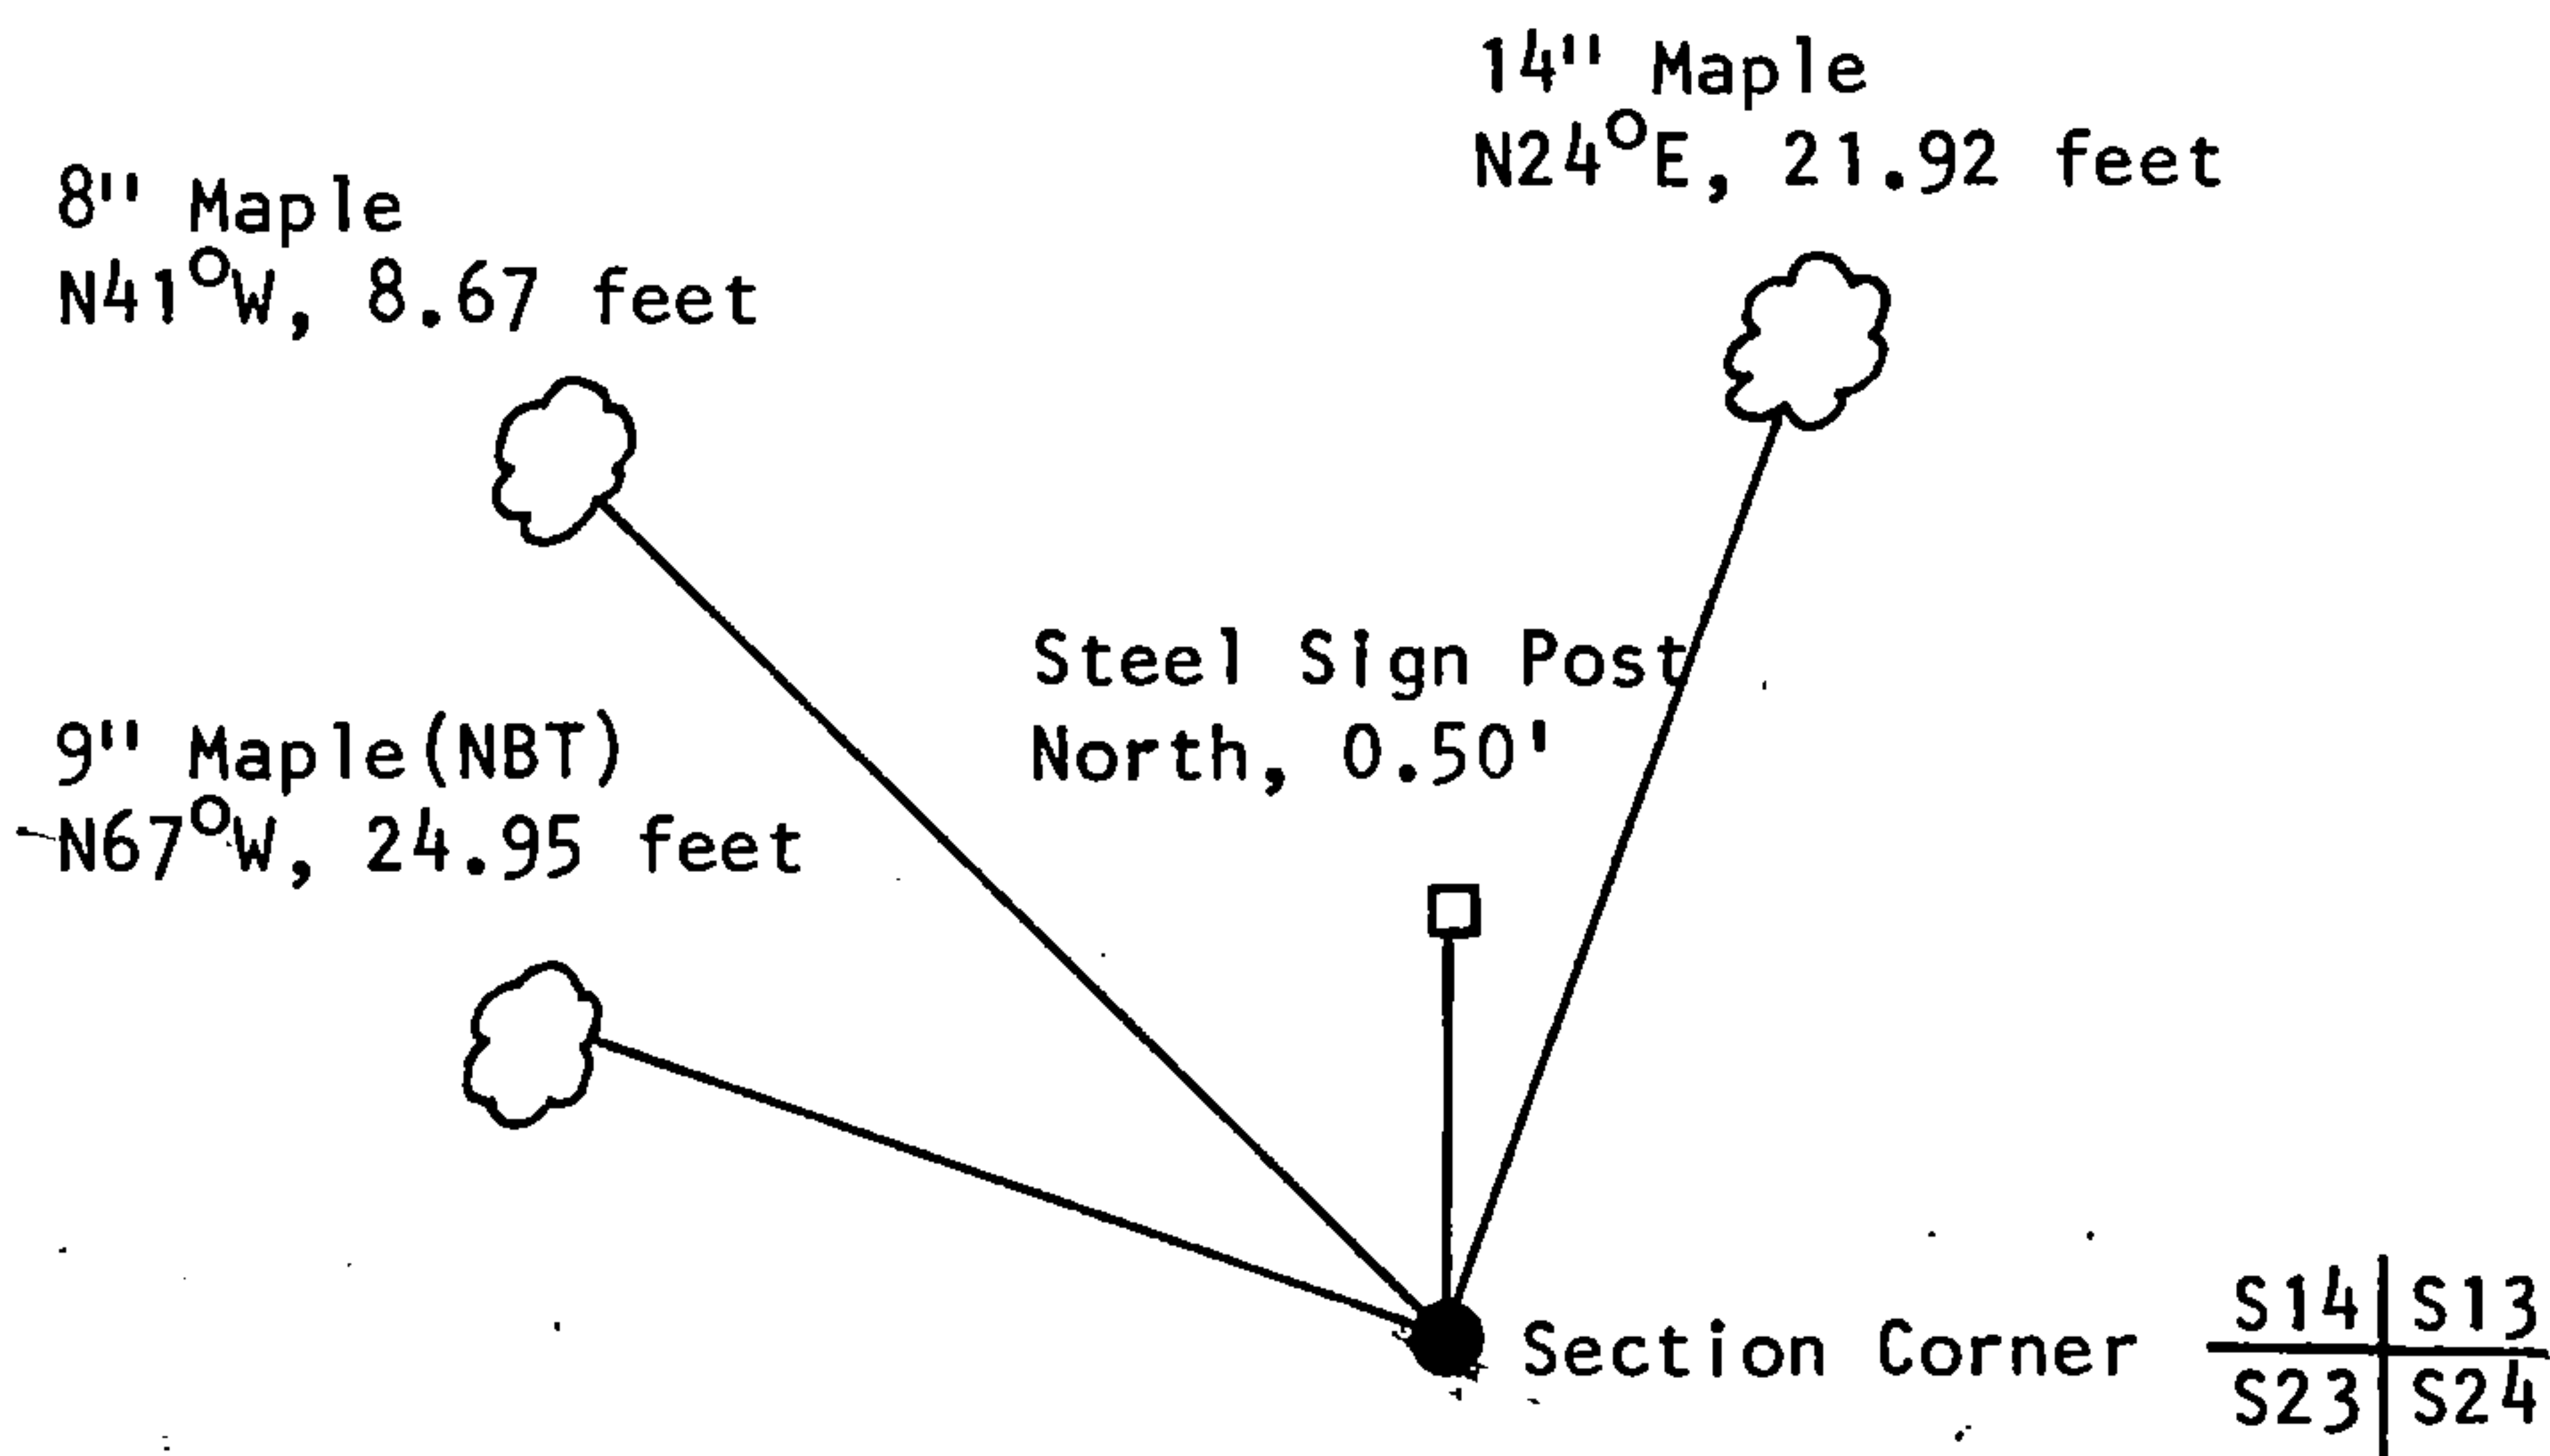 14" Maple
N24°E, 21.92 feet
8" Maple
N41°W, 8.67 feet
Steel Sign Post
North, 0.50'
9" Maple(NBT)
N67°W, 24.95 feet
Section Corner
S14 S13
S23 S24